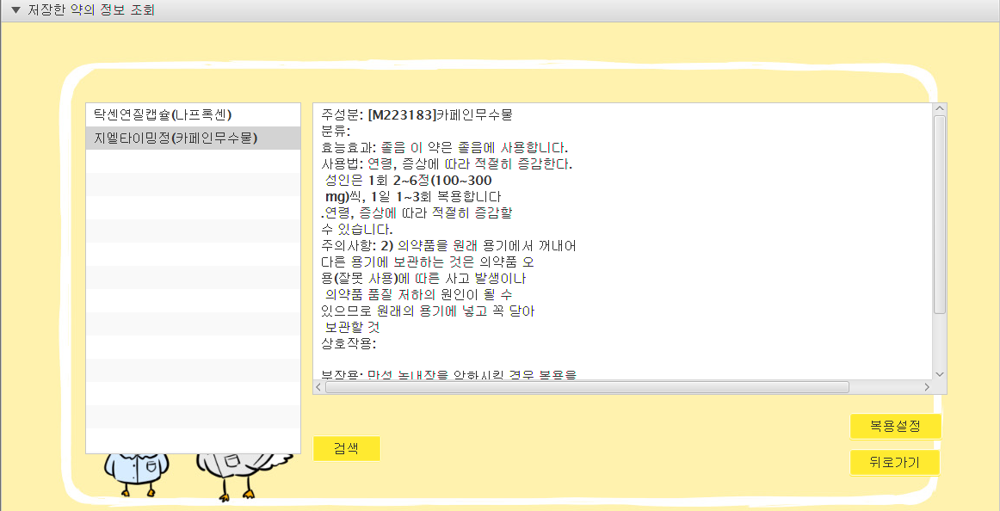 ▼ 저장한 약의 정보 조회
탁센연질캡슐(나프록센)
지엘타이밍정(카페인무수물)
주성분: [M223183]카페인무수물
분류:
효능효과: 졸음 이 약은 졸음에 사용합니다.
사용법: 연령, 증상에 따라 적절히 증감한다.
성인은 1회 2~6정(100~300
mg)씩, 1일 1~3회 복용합니다
.연령, 증상에 따라 적절히 증감할
수 있습니다.
주의사항: 2) 의약품을 원래 용기에서 꺼내어
다른 용기에 보관하는 것은 의약품 오
용(잘못 사용)에 따른 사고 발생이나
의약품 품질 저하의 원인이 될 수
있으므로 원래의 용기에 넣고 꼭 닫아
보관할 것
상호작용:
부작용: 만성 녹내장을 악화시킬 경우 복용을
검색
복용설정
뒤로가기